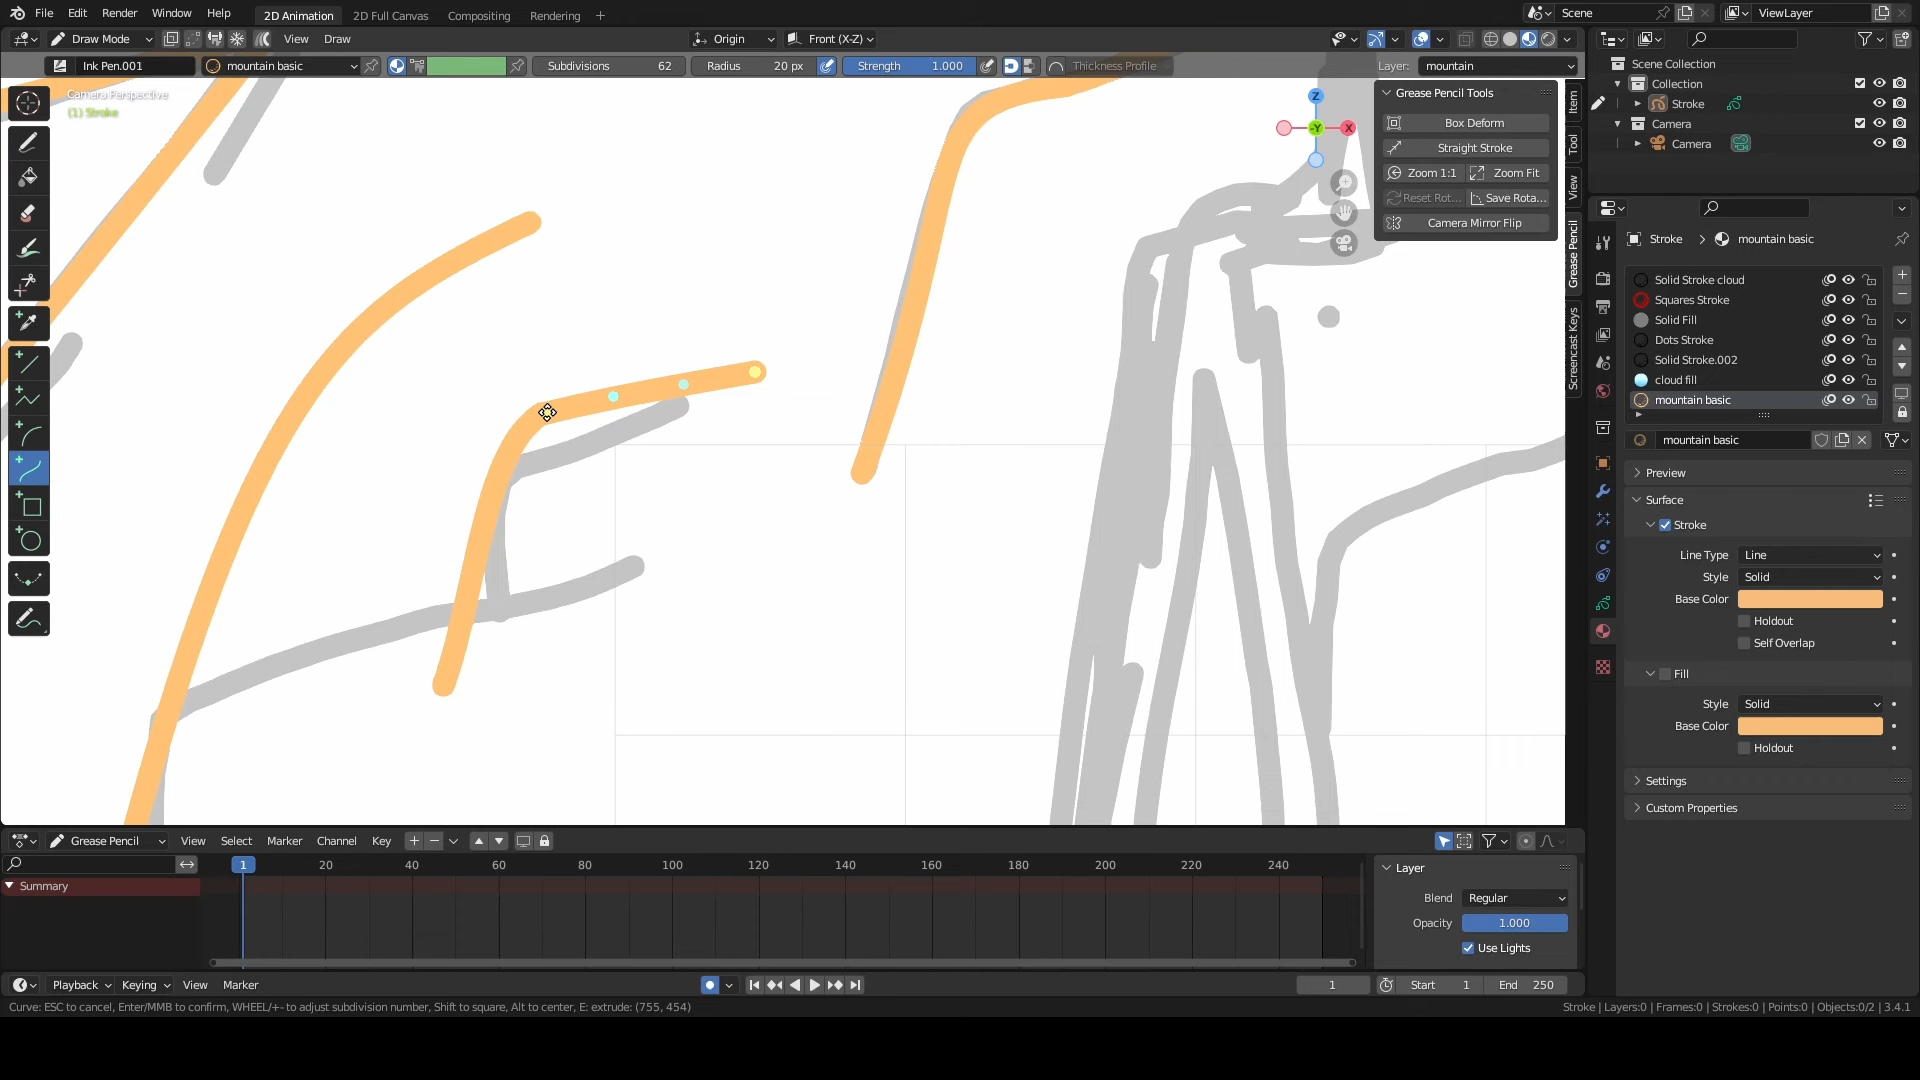 File Edit Render Window Help 2D Animation 2D Full Canvas Compositing Rendering + Scene ViewLayer
Draw Mode View Draw Origin Front (X-Z)
Ink Pen.001 mountain basic Subdivisions 62 Radius 20 px Strength 1.000 Thickness Profile Layer: mountain
Camera Perspective
(1) Stroke
Z
-Y
X
Grease Pencil Tools
Box Deform
Straight Stroke
Zoom 1:1 Zoom Fit
Reset Rot... Save Rota...
Camera Mirror Flip
Item
Tool
View
Grease Pencil
Screencast Keys
Scene Collection
Collection
Stroke
Camera
Camera
Stroke > mountain basic
Solid Stroke cloud
Squares Stroke
Solid Fill
Dots Stroke
Solid Stroke.002
cloud fill
mountain basic
mountain basic
Preview
Surface
Stroke
Line Type Line
Style Solid
Base Color
Holdout
Self Overlap
Fill
Style Solid
Base Color
Holdout
Settings
Custom Properties
Grease Pencil View Select Marker Channel Key
1 20 40 60 80 100 120 140 160 180 200 220 240
Summary
Layer
Blend Regular
Opacity 1.000
Use Lights
Playback Keying View Marker 1 Start 1 End 250
Curve: ESC to cancel, Enter/MMB to confirm, WHEEL/+- to adjust subdivision number, Shift to square, Alt to center, E: extrude: (755, 454) Stroke | Layers:0 | Frames:0 | Strokes:0 | Points:0 | Objects:0/2 | 3.4.1